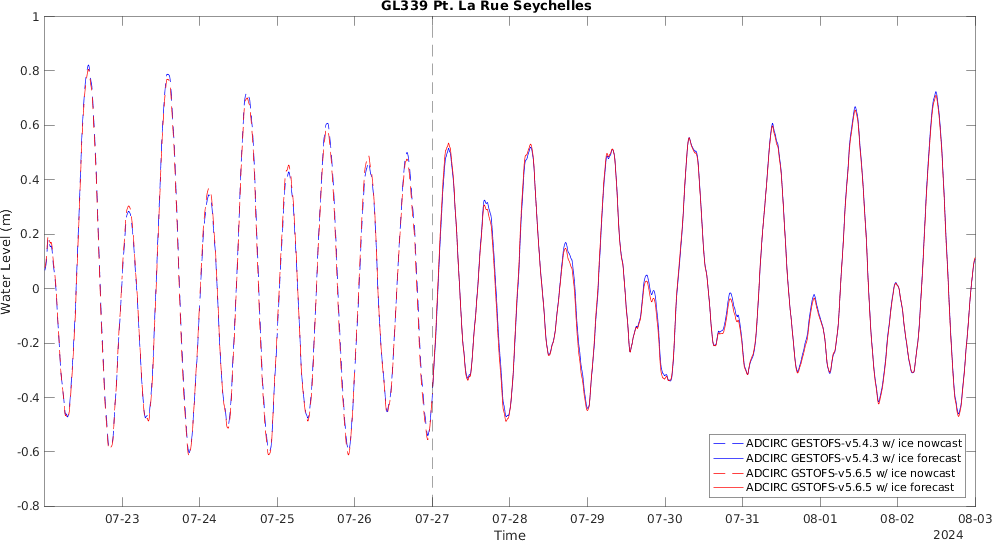 GL339 Pt. La Rue Seychelles
1
0.8
0.6
0.4
0.2
0
-0.2
-0.4
-0.6
-0.8
Water Level (m)
ADCIRC GESTOFS-v5.4.3 w/ ice nowcast
ADCIRC GESTOFS-v5.4.3 w/ ice forecast
ADCIRC GSTOFS-v5.6.5 w/ ice nowcast
ADCIRC GSTOFS-v5.6.5 w/ ice forecast
07-23 07-24 07-25 07-26 07-27 07-28 07-29 07-30 07-31 08-01 08-02 08-03
Time
2024